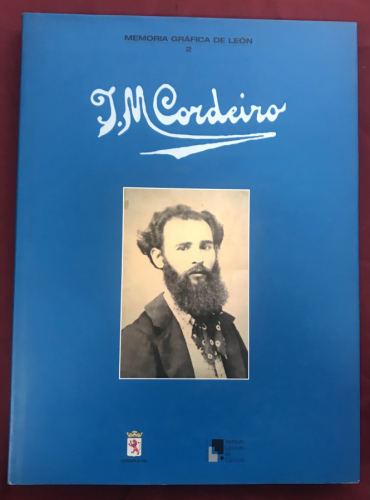 MEMORIA GRÁFICA DE LEÓN
2
J.M Cordeiro